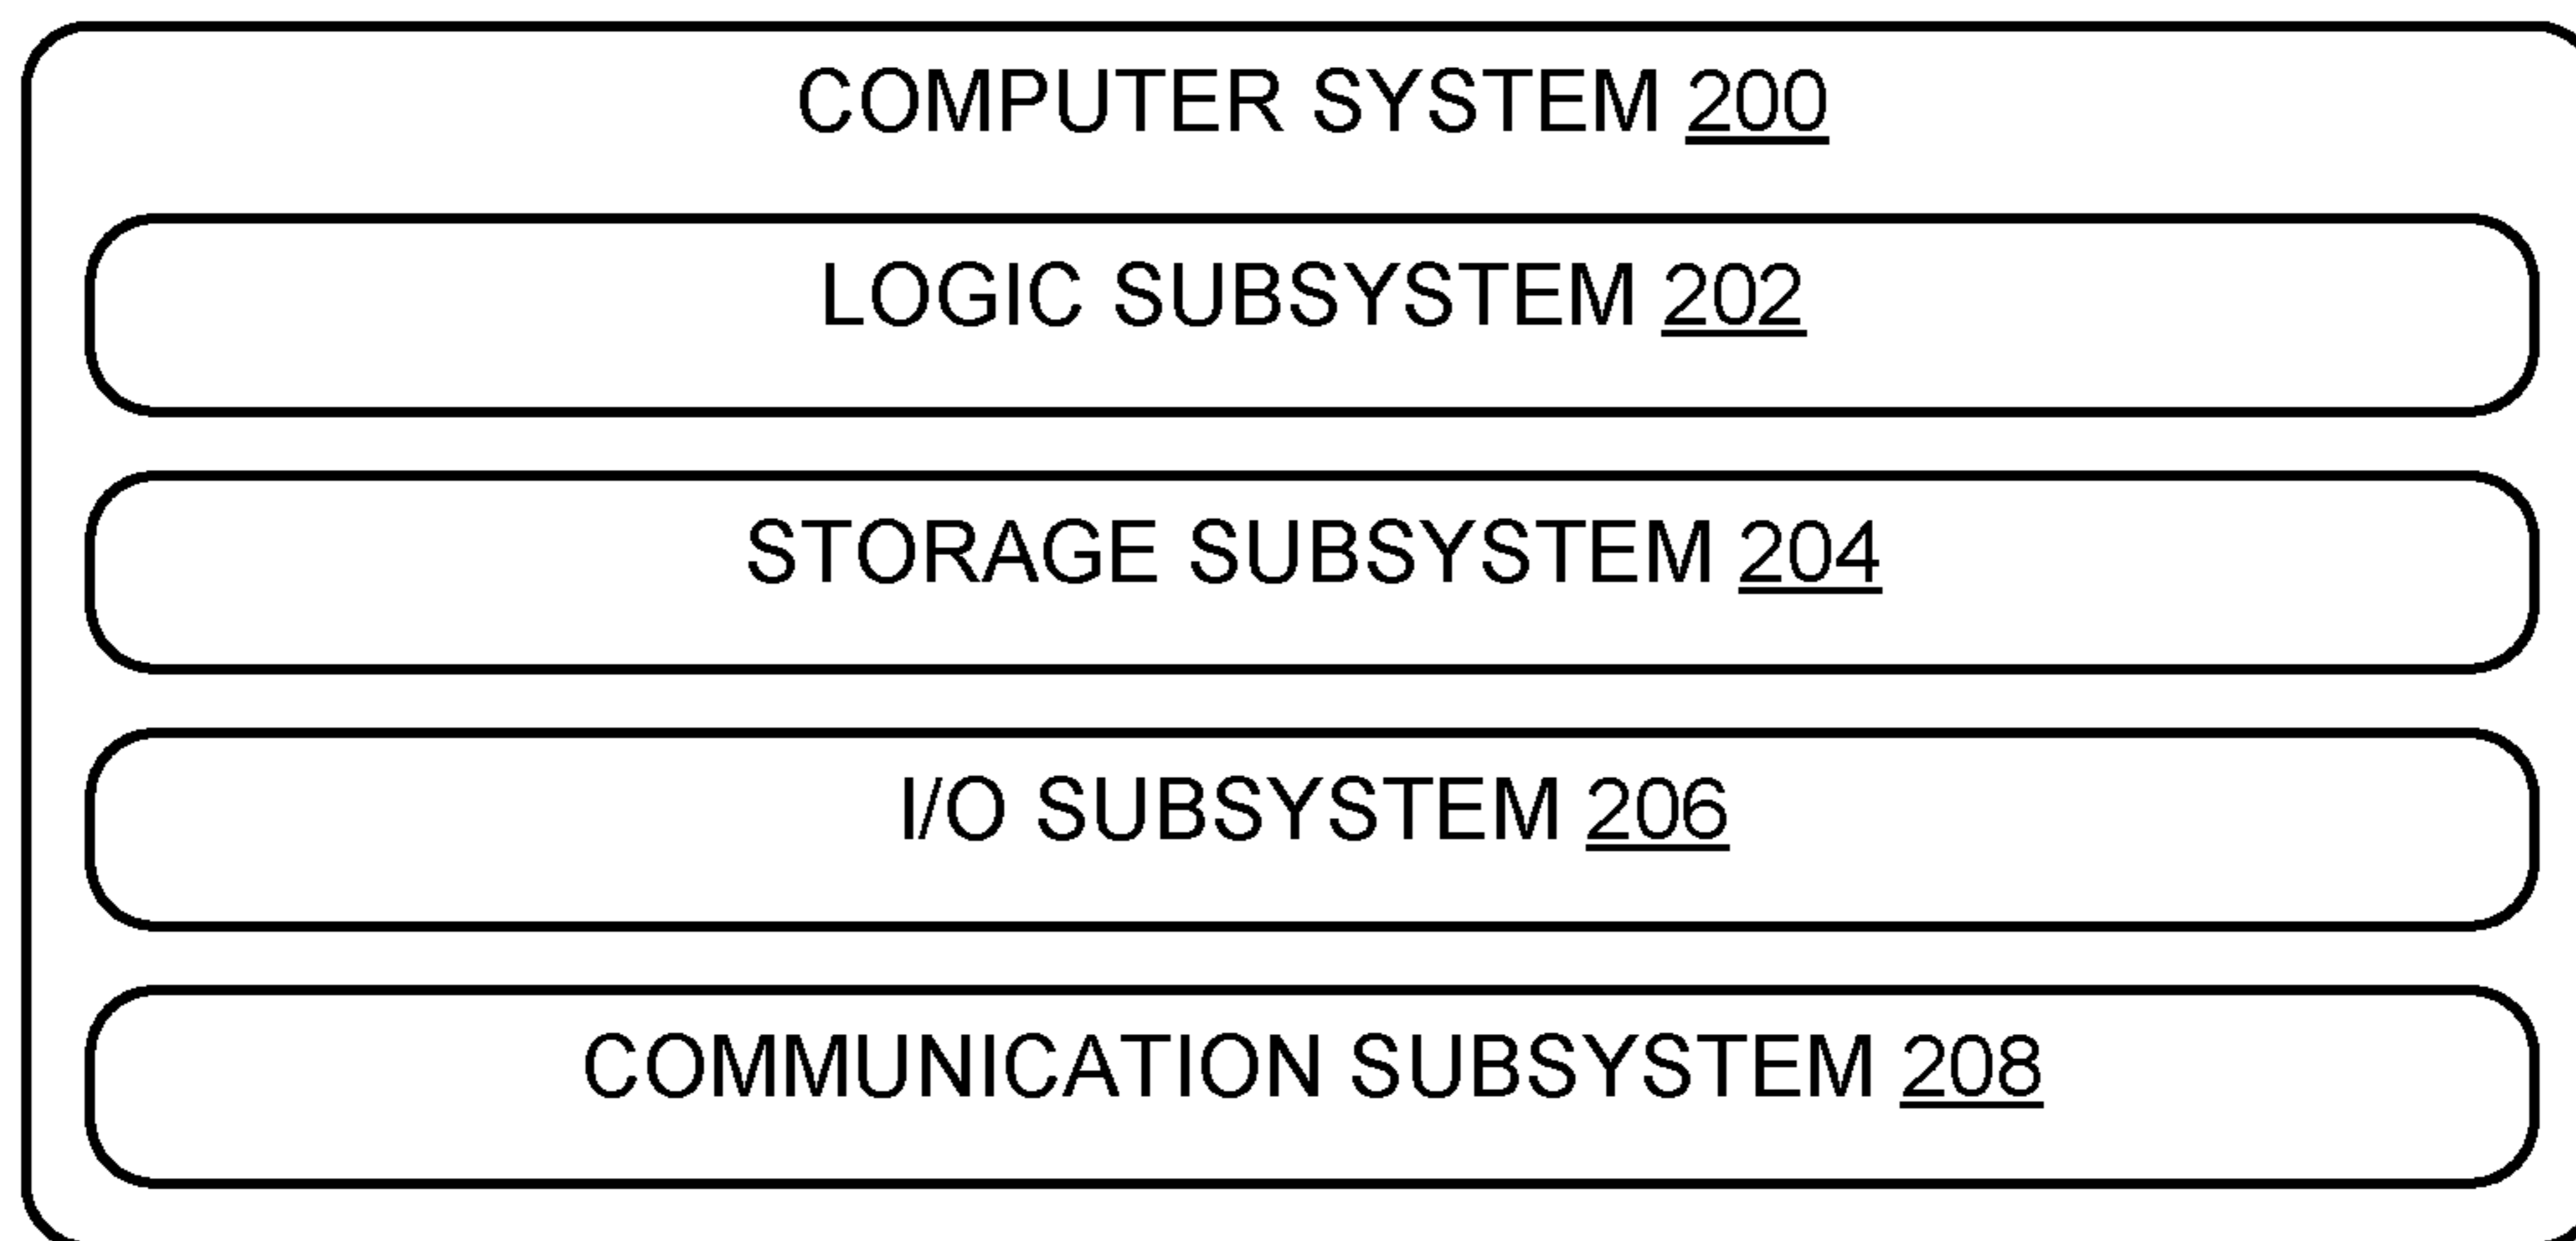 COMPUTER SYSTEM 200
LOGIC SUBSYSTEM 202
STORAGE SUBSYSTEM 204
I/O SUBSYSTEM 206
COMMUNICATION SUBSYSTEM 208